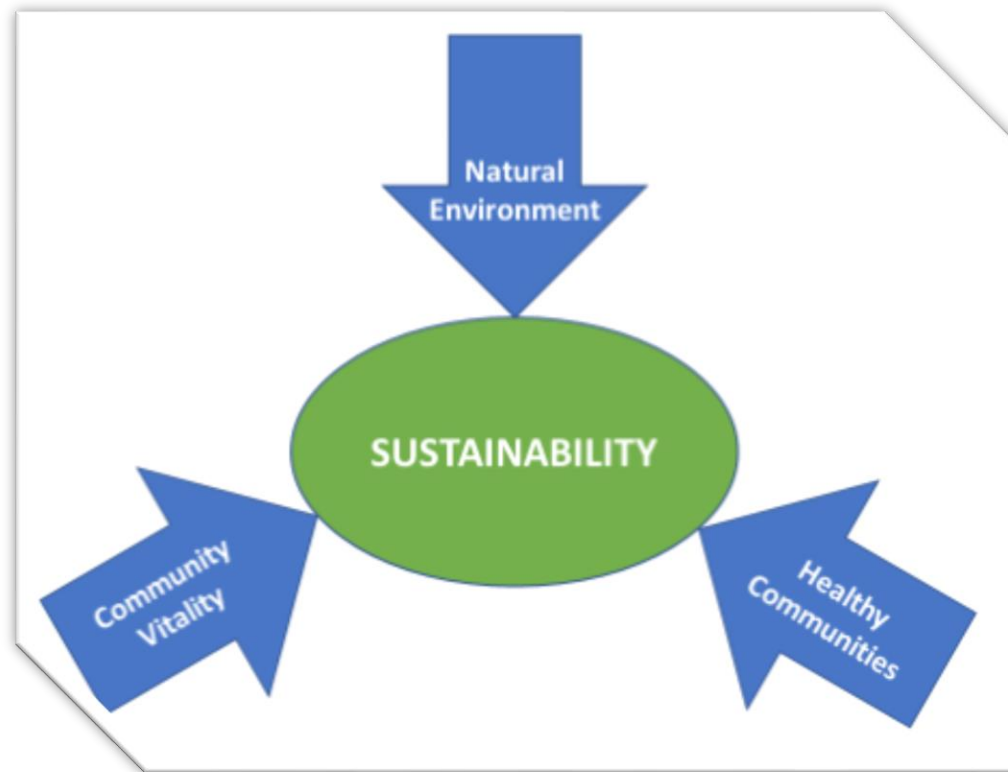 Natural
Environment
SUSTAINABILITY
Community
Vitality
Healthy
Communities